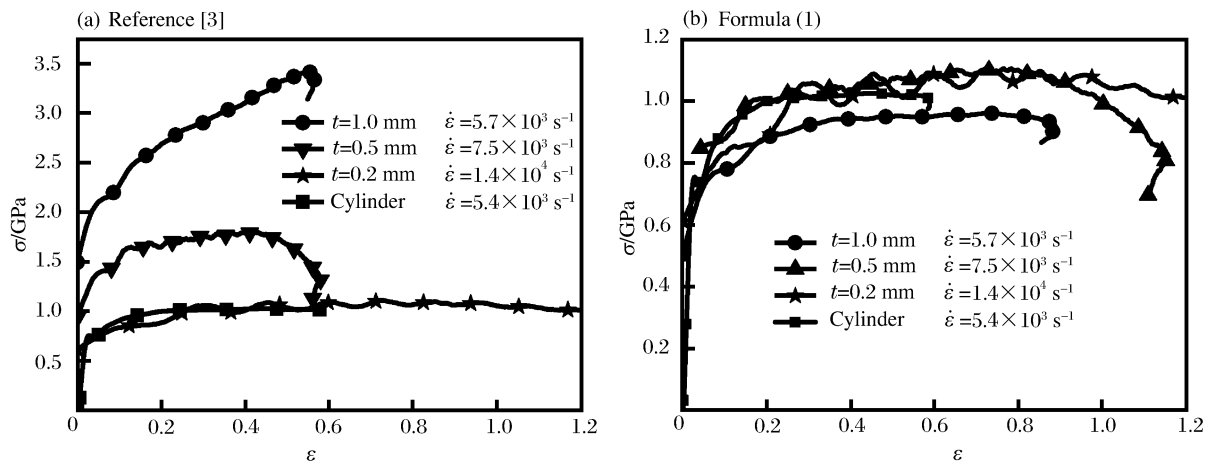 (a) Reference [3]
3.5
3.0
2.5
2.0
1.5
1.0
0.5
σ/GPa
t=1.0 mm ε̇=5.7×10³ s⁻¹
t=0.5 mm ε̇=7.5×10³ s⁻¹
t=0.2 mm ε̇=1.4×10⁴ s⁻¹
Cylinder ε̇=5.4×10³ s⁻¹
0 0.2 0.4 0.6 0.8 1.0 1.2
ε
(b) Formula (1)
1.2
1.0
0.8
0.6
0.4
0.2
σ/GPa
t=1.0 mm ε̇=5.7×10³ s⁻¹
t=0.5 mm ε̇=7.5×10³ s⁻¹
t=0.2 mm ε̇=1.4×10⁴ s⁻¹
Cylinder ε̇=5.4×10³ s⁻¹
0 0.2 0.4 0.6 0.8 1.0 1.2
ε